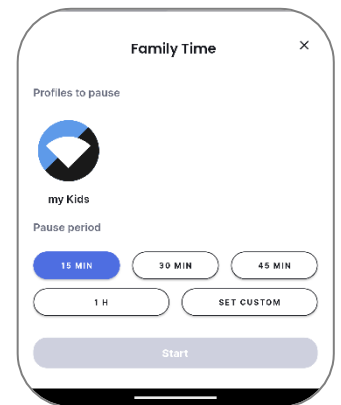 Family Time
Profiles to pause
my Kids
Pause period
15 MIN 30 MIN 45 MIN
1 H SET CUSTOM
Start